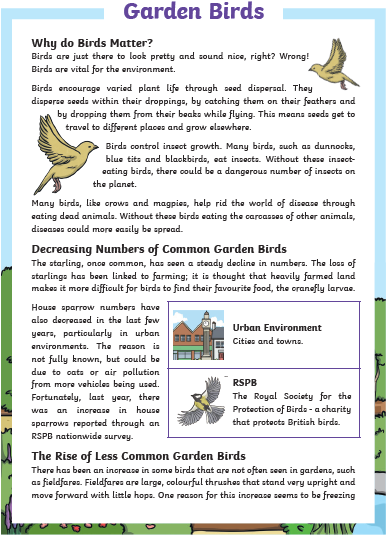 Garden Birds
Why do Birds Matter?
Birds are just there to look pretty and sound nice, right? Wrong!
Birds are vital for the environment.
Birds encourage varied plant life through seed dispersal. They
disperse seeds within their droppings, by catching them on their feathers and
by dropping them from their beaks while flying. This means seeds get to
travel to different places and grow elsewhere.
Birds control insect growth. Many birds, such as dunnocks,
blue tits and blackbirds, eat insects. Without these insect-
eating birds, there could be a dangerous number of insects on
the planet.
Many birds, like crows and magpies, help rid the world of disease through
eating dead animals. Without these birds eating the carcasses of other animals,
diseases could more easily be spread.
Decreasing Numbers of Common Garden Birds
The starling, once common, has seen a steady decline in numbers. The loss of
starlings has been linked to farming; it is thought that heavily farmed land
makes it more difficult for birds to find their favourite food, the cranefly larvae.
House sparrow numbers have
also decreased in the last few
years, particularly in urban
environments. The reason is
not fully known, but could be
due to cats or air pollution
from more vehicles being used.
Fortunately, last year, there
was an increase in house
sparrows reported through an
RSPB nationwide survey.
Urban Environment
Cities and towns.
RSPB
The Royal Society for the
Protection of Birds - a charity
that protects British birds.
The Rise of Less Common Garden Birds
There has been an increase in some birds that are not often seen in gardens, such
as fieldfares. Fieldfares are large, colourful thrushes that stand very upright and
move forward with little hops. One reason for this increase seems to be freezing